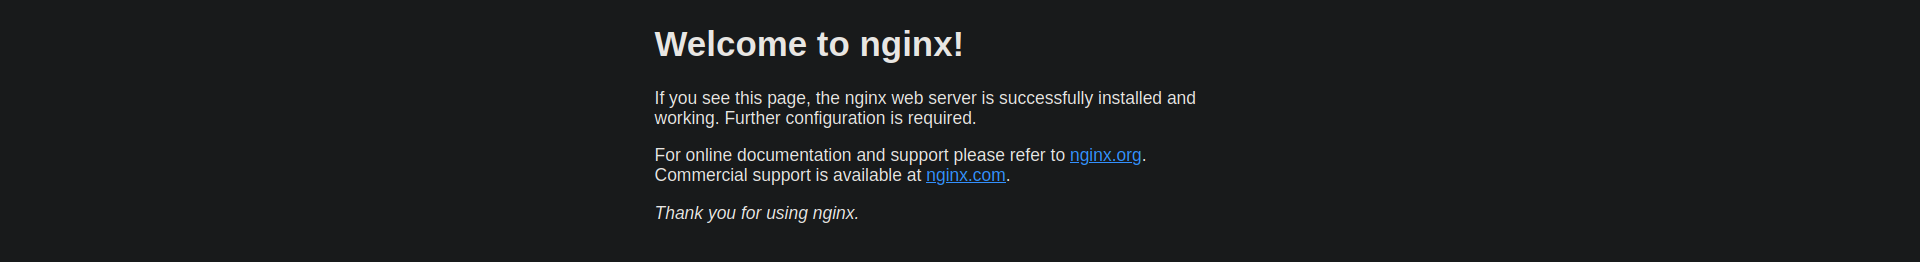 Welcome to nginx!
If you see this page, the nginx web server is successfully installed and
working. Further configuration is required.
For online documentation and support please refer to nginx.org.
Commercial support is available at nginx.com.
Thank you for using nginx.